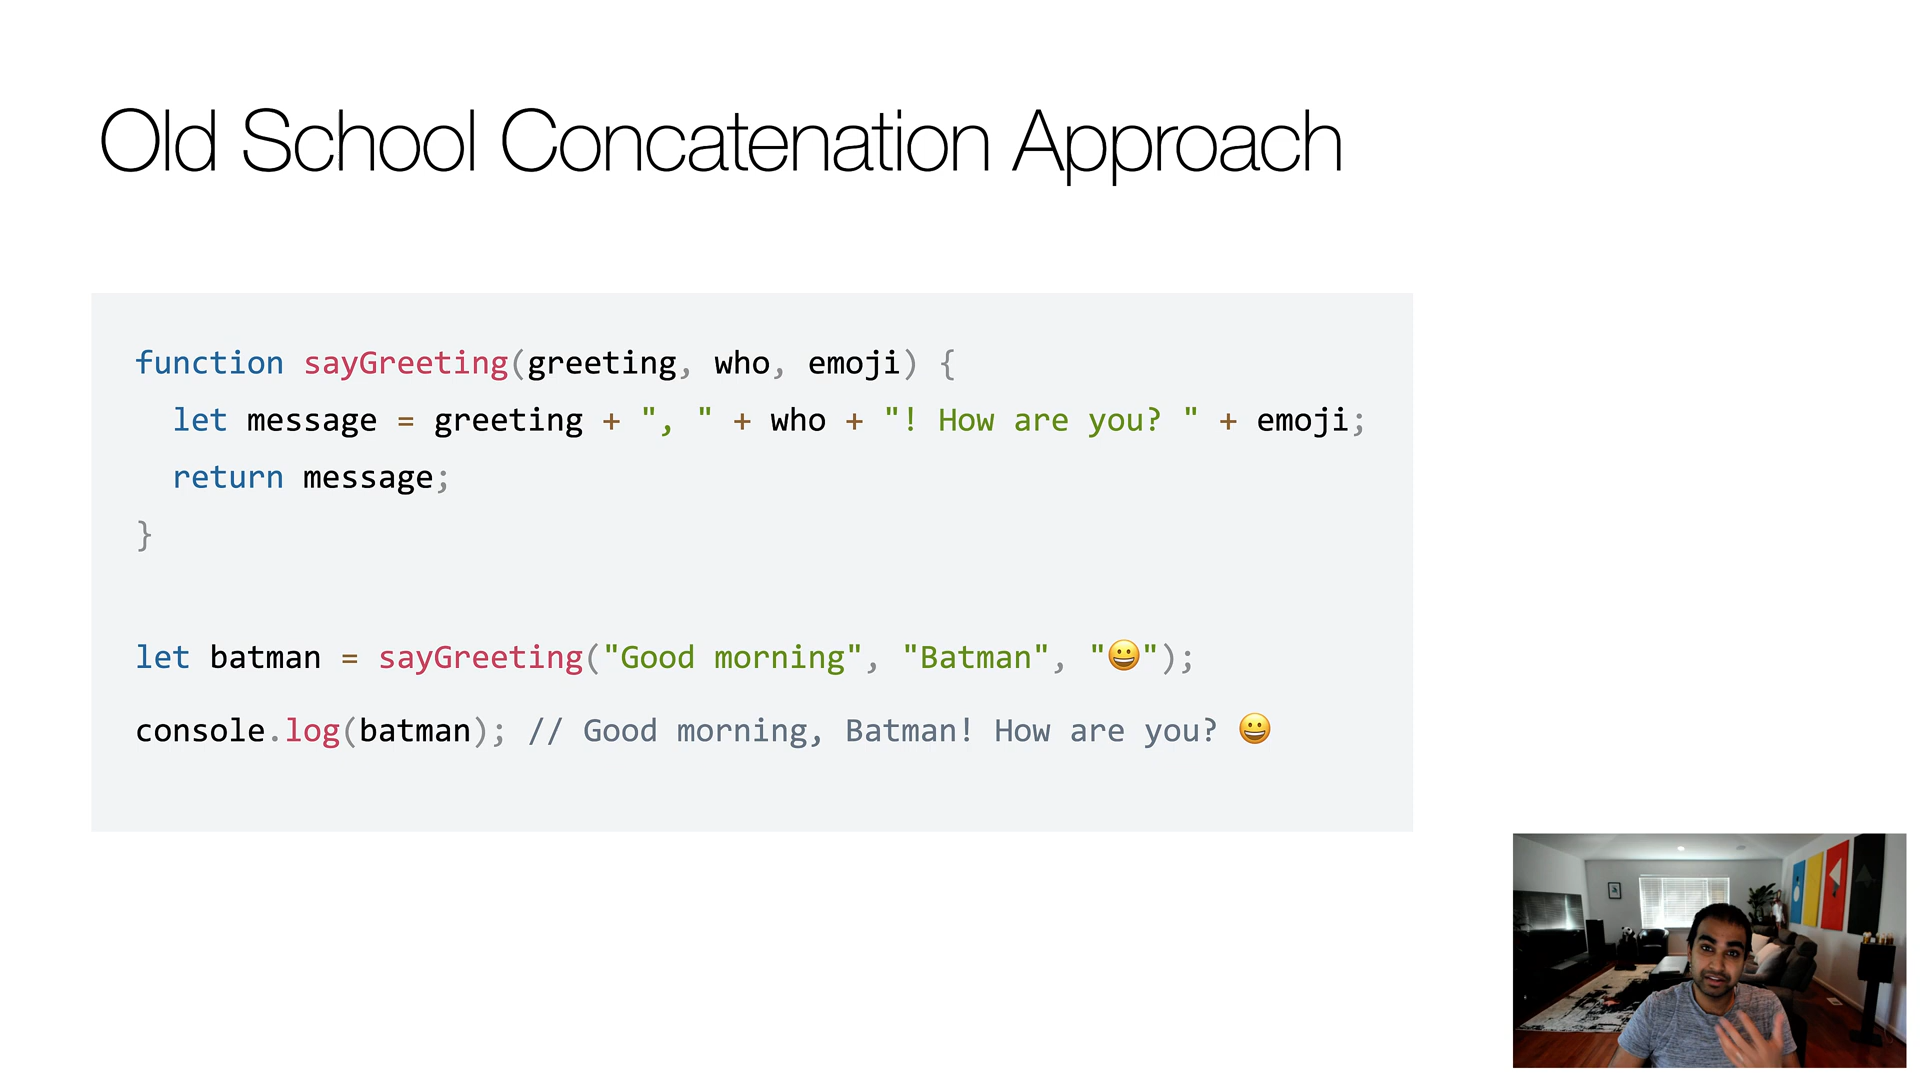 Old School Concatenation Approach
function sayGreeting(greeting, who, emoji) {
  let message = greeting + ", " + who + "! How are you? " + emoji;
  return message;
}
let batman = sayGreeting("Good morning", "Batman", "😀");
console.log(batman); // Good morning, Batman! How are you? 😀